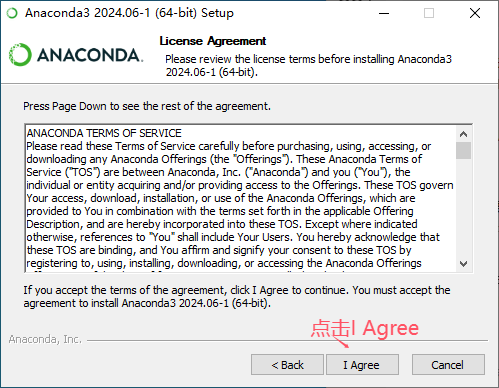 Anaconda3 2024.06-1 (64-bit) Setup
License Agreement
Please review the license terms before installing Anaconda3
2024.06-1 (64-bit).
ANACONDA.
Press Page Down to see the rest of the agreement.
ANACONDA TERMS OF SERVICE
Please read these Terms of Service carefully before purchasing, using, accessing, or
downloading any Anaconda Offerings (the "Offerings"). These Anaconda Terms of
Service ("TOS") are between Anaconda, Inc. ("Anaconda") and you ("You"), the
individual or entity acquiring and/or providing access to the Offerings. These TOS govern
Your access, download, installation, or use of the Anaconda Offerings, which are
provided to You in combination with the terms set forth in the applicable Offering
Description, and are hereby incorporated into these TOS. Except where indicated
otherwise, references to "You" shall include Your Users. You hereby acknowledge that
these TOS are binding, and You affirm and signify your consent to these TOS by
registering to, using, installing, downloading, or accessing the Anaconda Offerings
If you accept the terms of the agreement, click I Agree to continue. You must accept the
agreement to install Anaconda3 2024.06-1 (64-bit).
点击I Agree
Anaconda, Inc.
< Back
I Agree
Cancel